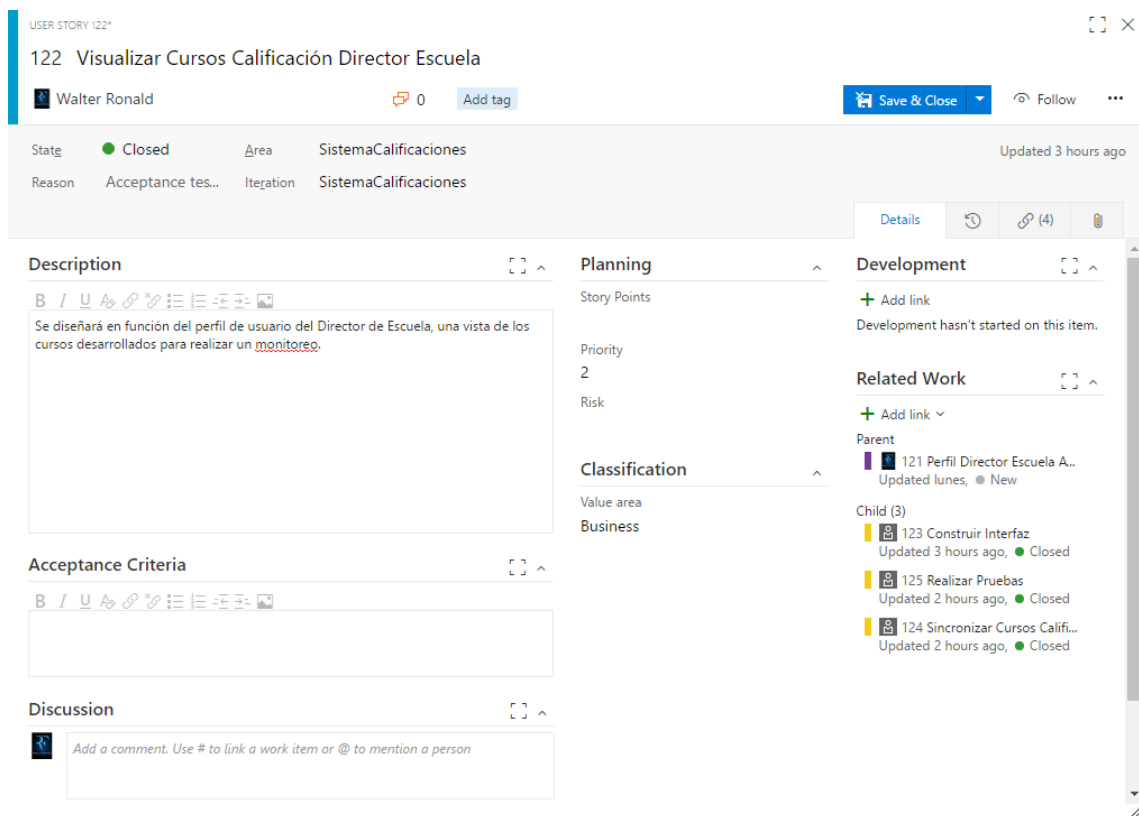 USER STORY 122*
122 Visualizar Cursos Calificación Director Escuela
Walter Ronald
0
Add tag
Save & Close
Follow
State
Closed
Area
SistemaCalificaciones
Updated 3 hours ago
Reason
Acceptance tes...
Iteration
SistemaCalificaciones
Details
(4)
Description
B I U
Se diseñará en función del perfil de usuario del Director de Escuela, una vista de los
cursos desarrollados para realizar un monitoreo.
Acceptance Criteria
B I U
Discussion
Add a comment. Use # to link a work item or @ to mention a person
Planning
Story Points
Priority
2
Risk
Classification
Value area
Business
Development
+ Add link
Development hasn't started on this item.
Related Work
+ Add link
Parent
121 Perfil Director Escuela A...
Updated lunes, New
Child (3)
123 Construir Interfaz
Updated 3 hours ago, Closed
125 Realizar Pruebas
Updated 2 hours ago, Closed
124 Sincronizar Cursos Califi...
Updated 2 hours ago, Closed